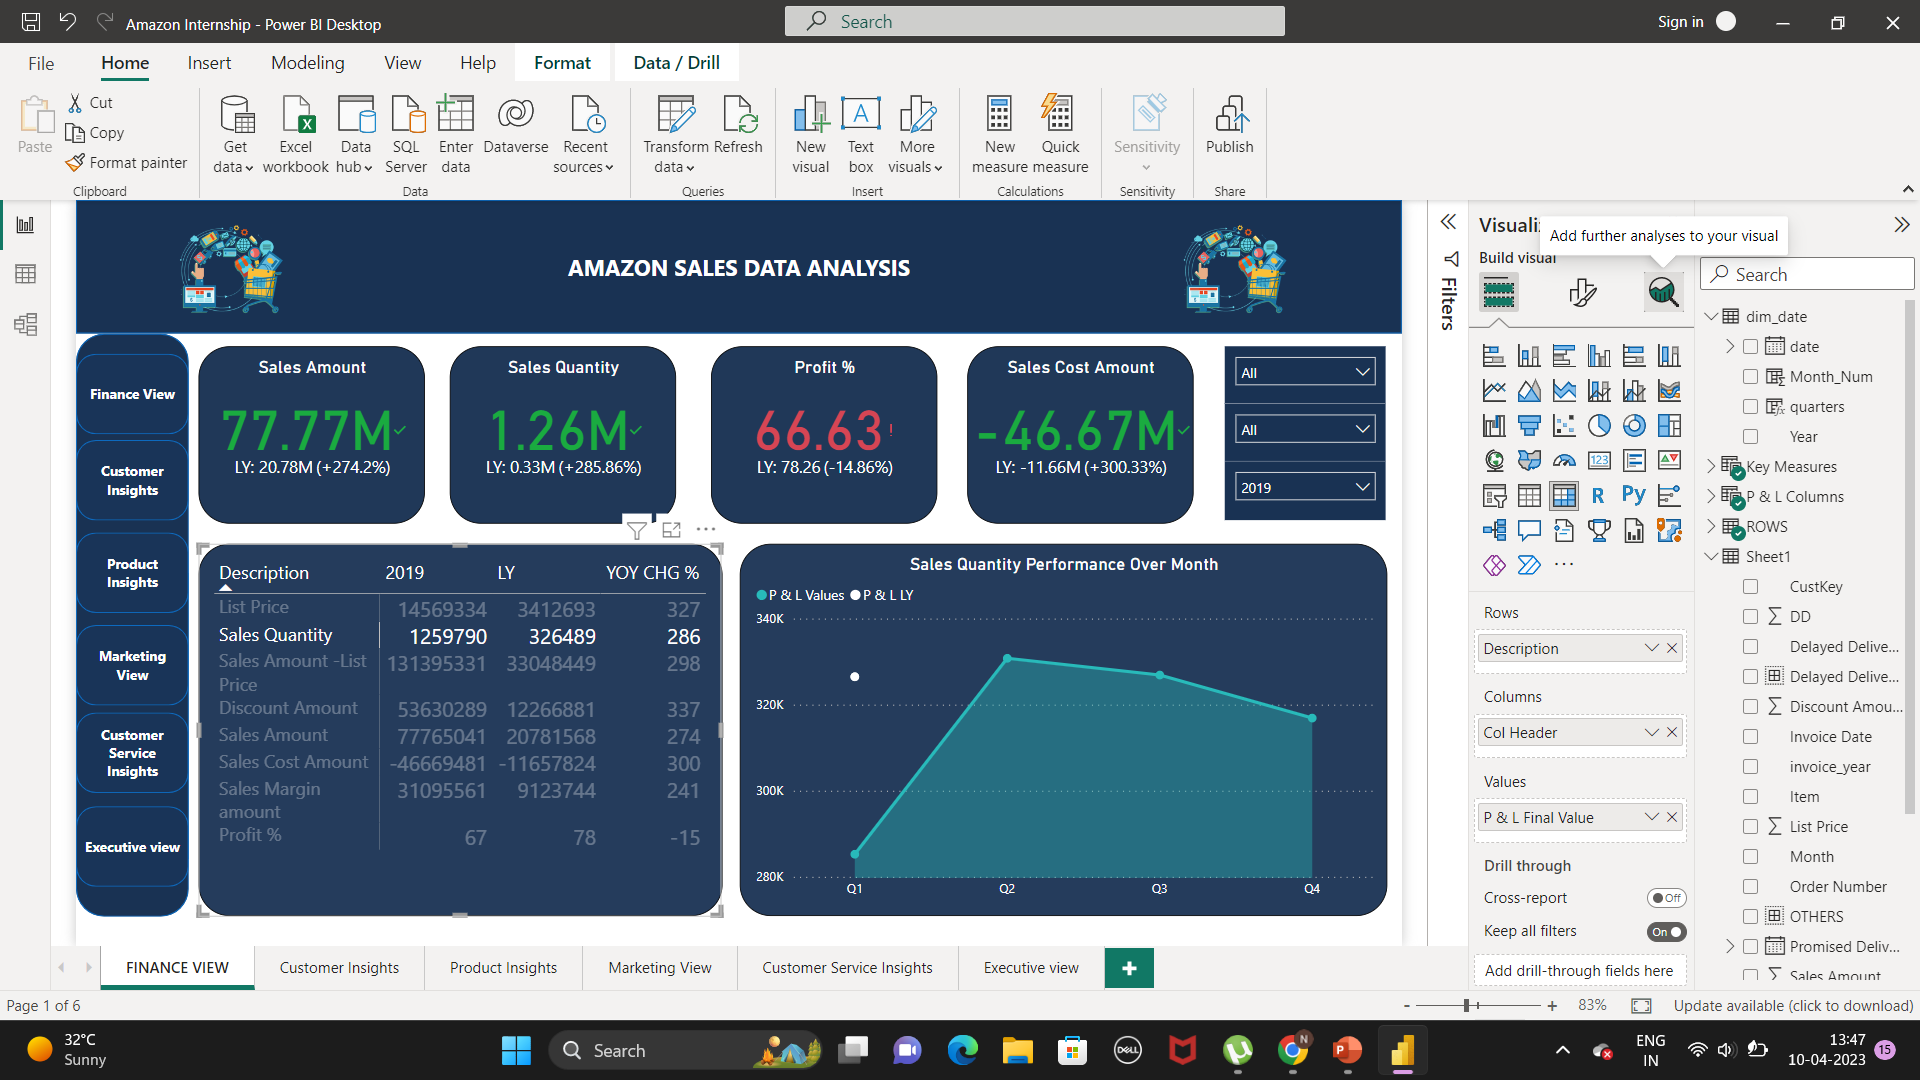 Amazon Internship - Power BI Desktop
Search
Sign in
File
Home
Insert
Modeling
View
Help
Format
Data / Drill
Paste
Cut
Copy
Format painter
Clipboard
Get data
Excel workbook
Data hub
SQL Server
Enter data
Dataverse
Recent sources
Data
Transform data
Refresh
Queries
New visual
Text box
More visuals
Insert
New measure
Quick measure
Calculations
Sensitivity
Sensitivity
Publish
Share
AMAZON SALES DATA ANALYSIS
Finance View
Customer
Insights
Product
Insights
Marketing
View
Customer
Service
Insights
Executive view
Sales Amount
77.77M
LY: 20.78M (+274.2%)
Sales Quantity
1.26M
LY: 0.33M (+285.86%)
Profit %
66.63!
LY: 78.26 (-14.86%)
Sales Cost Amount
-46.67M
LY: -11.66M (+300.33%)
All
All
2019
Description 2019 LY YOY CHG %
List Price 14569334 3412693 327
Sales Quantity 1259790 326489 286
Sales Amount -List
Price 131395331 33048449 298
Discount Amount 53630289 12266881 337
Sales Amount 77765041 20781568 274
Sales Cost Amount -46669481 -11657824 300
Sales Margin
amount 31095561 9123744 241
Profit % 67 78 -15
Sales Quantity Performance Over Month
P & L Values P & L LY
340K
320K
300K
280K
Q1 Q2 Q3 Q4
Filters
Visuali
Add further analyses to your visual
Build visual
R
Py
123
Rows
Description
Columns
Col Header
Values
P & L Final Value
Drill through
Cross-report
Off
Keep all filters
On
Add drill-through fields here
Search
dim_date
date
Month_Num
quarters
Year
Key Measures
P & L Columns
ROWS
Sheet1
CustKey
DD
Delayed Delive...
Delayed Delive...
Discount Amou...
Invoice Date
invoice_year
Item
List Price
Month
Order Number
OTHERS
Promised Deliv...
Sales Amount
FINANCE VIEW
Customer Insights
Product Insights
Marketing View
Customer Service Insights
Executive view
Page 1 of 6
83%
Update available (click to download)
32°C
Sunny
Search
DELL
N
P
ENG
IN
13:47
10-04-2023
15